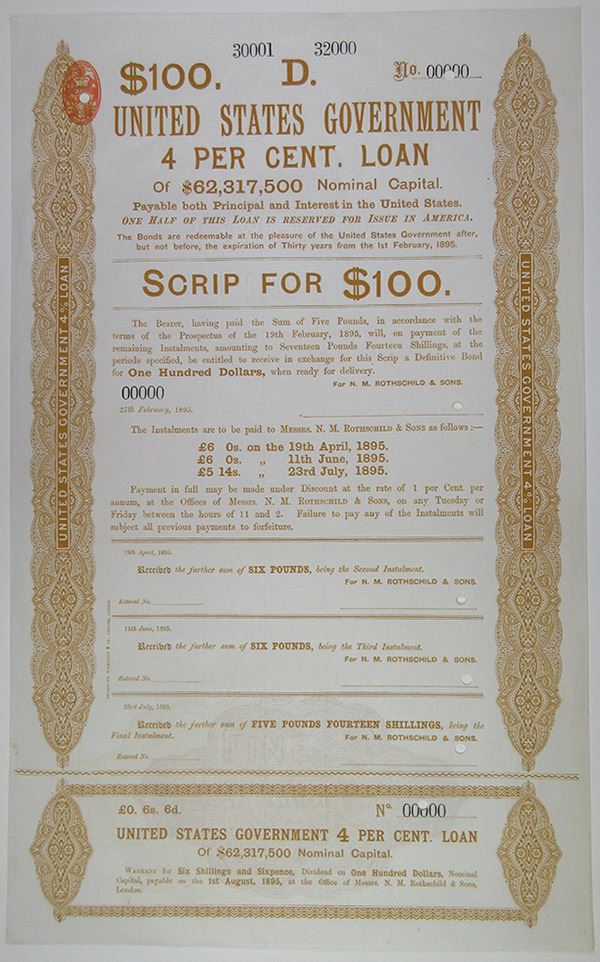 30001 32000
$100. D. No. 00000
UNITED STATES GOVERNMENT
4 PER CENT. LOAN
Of $62,317,500 Nominal Capital.
Payable both Principal and Interest in the United States.
ONE HALF OF THIS LOAN IS RESERVED FOR ISSUE IN AMERICA.
The Bonds are redeemable at the pleasure of the United States Government after,
but not before, the expiration of Thirty years from the 1st February, 1895.
SCRIP FOR $100.
The Bearer, having paid the Sum of Five Pounds, in accordance with the
terms of the Prospectus of the 19th February, 1895, will, on payment of the
remaining Instalments, amounting to Seventeen Pounds Fourteen Shillings, at the
periods specified, be entitled to receive in exchange for this Scrip a Definitive Bond
for One Hundred Dollars, when ready for delivery.
For N. M. ROTHSCHILD & SONS.
00000
27th February, 1895.
The Instalments are to be paid to MESSRS. N. M. ROTHSCHILD & SONS as follows:—
£6 0s. on the 19th April, 1895.
£6 0s. „ 11th June, 1895.
£5 14s. „ 23rd July, 1895.
Payment in full may be made under Discount at the rate of 1 per Cent. per
annum, at the Offices of Messrs. N. M. ROTHSCHILD & SONS, on any Tuesday or
Friday between the hours of 11 and 2. Failure to pay any of the Instalments will
subject all previous payments to forfeiture.
19th April, 1895.
Received the further sum of SIX POUNDS, being the Second Instalment.
For N. M. ROTHSCHILD & SONS.
Entered No.
11th June, 1895.
Received the further sum of SIX POUNDS, being the Third Instalment.
For N. M. ROTHSCHILD & SONS.
Entered No.
23rd July, 1895.
Received the further sum of FIVE POUNDS FOURTEEN SHILLINGS, being the
Final Instalment. For N. M. ROTHSCHILD & SONS.
Entered No.
UNITED STATES GOVERNMENT 4% LOAN
UNITED STATES GOVERNMENT 4% LOAN
£0. 6s. 6d. No. 00000
UNITED STATES GOVERNMENT 4 PER CENT. LOAN
Of $62,317,500 Nominal Capital.
WARRANT for Six Shillings and Sixpence, Dividend on One Hundred Dollars, Nominal
Capital, payable on the 1st August, 1895, at the Office of Messrs. N. M. Rothschild & Sons,
London.